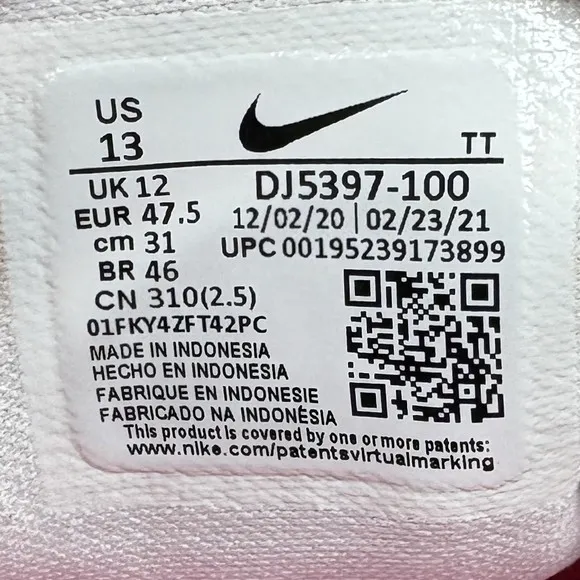 US
13
TT
UK 12
EUR 47.5
cm 31
BR 46
CN 310(2.5)
01FKY4ZFT42PC
DJ5397-100
12/02/20 | 02/23/21
UPC 00195239173899
MADE IN INDONESIA
HECHO EN INDONESIA
FABRIQUE EN INDONESIE
FABRICADO NA INDONÉSIA
This product is covered by one or more patents:
www.nike.com/patentsvirtualmarking